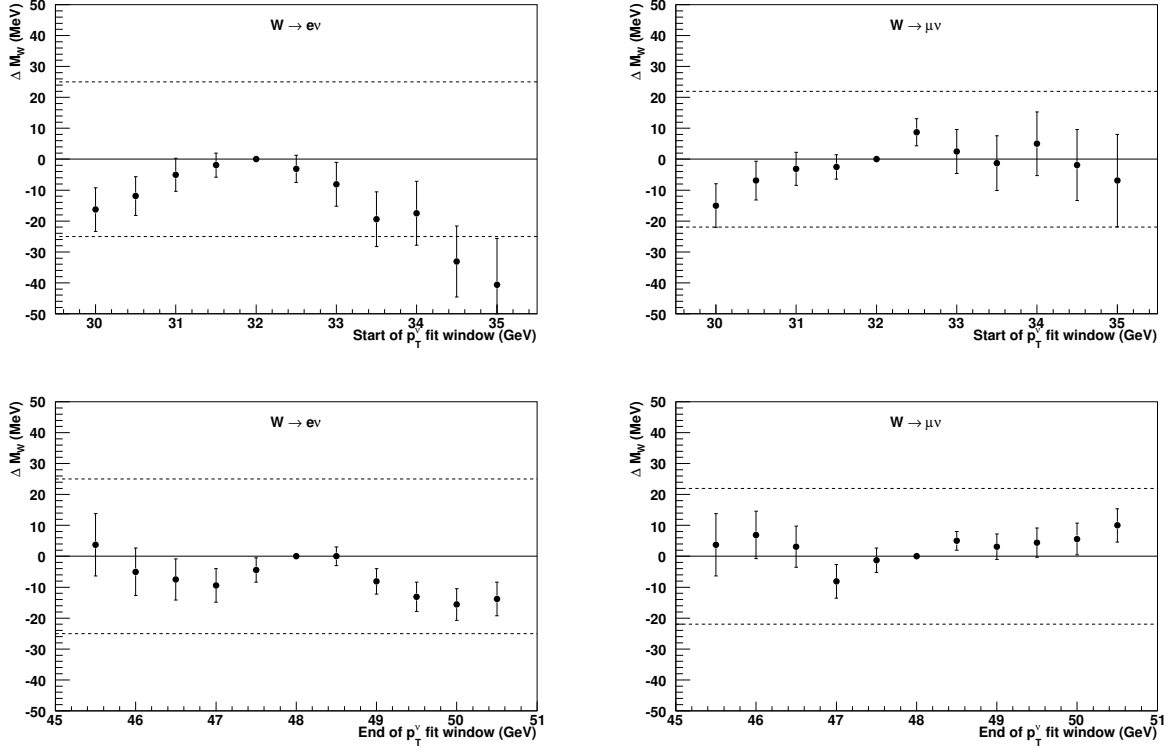 W → eν
Δ M_W (MeV)
50
40
30
20
10
0
-10
-20
-30
-40
-50
30 31 32 33 34 35
Start of p_T^ν fit window (GeV)
W → μν
Δ M_W (MeV)
50
40
30
20
10
0
-10
-20
-30
-40
-50
30 31 32 33 34 35
Start of p_T^ν fit window (GeV)
W → eν
Δ M_W (MeV)
50
40
30
20
10
0
-10
-20
-30
-40
-50
45 46 47 48 49 50 51
End of p_T^ν fit window (GeV)
W → μν
Δ M_W (MeV)
50
40
30
20
10
0
-10
-20
-30
-40
-50
45 46 47 48 49 50 51
End of p_T^ν fit window (GeV)